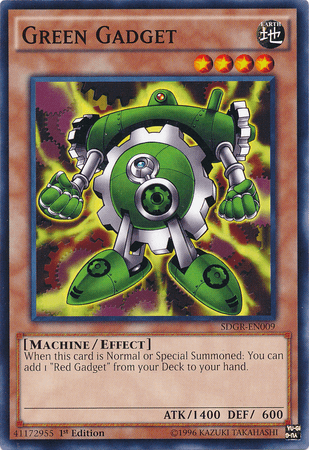 GREEN GADGET
EARTH
地
SDGR-EN009
[MACHINE/EFFECT]
When this card is Normal or Special Summoned: You can
add 1 "Red Gadget" from your Deck to your hand.
ATK/1400 DEF/ 600
41172955 1st Edition ©1996 KAZUKI TAKAHASHI